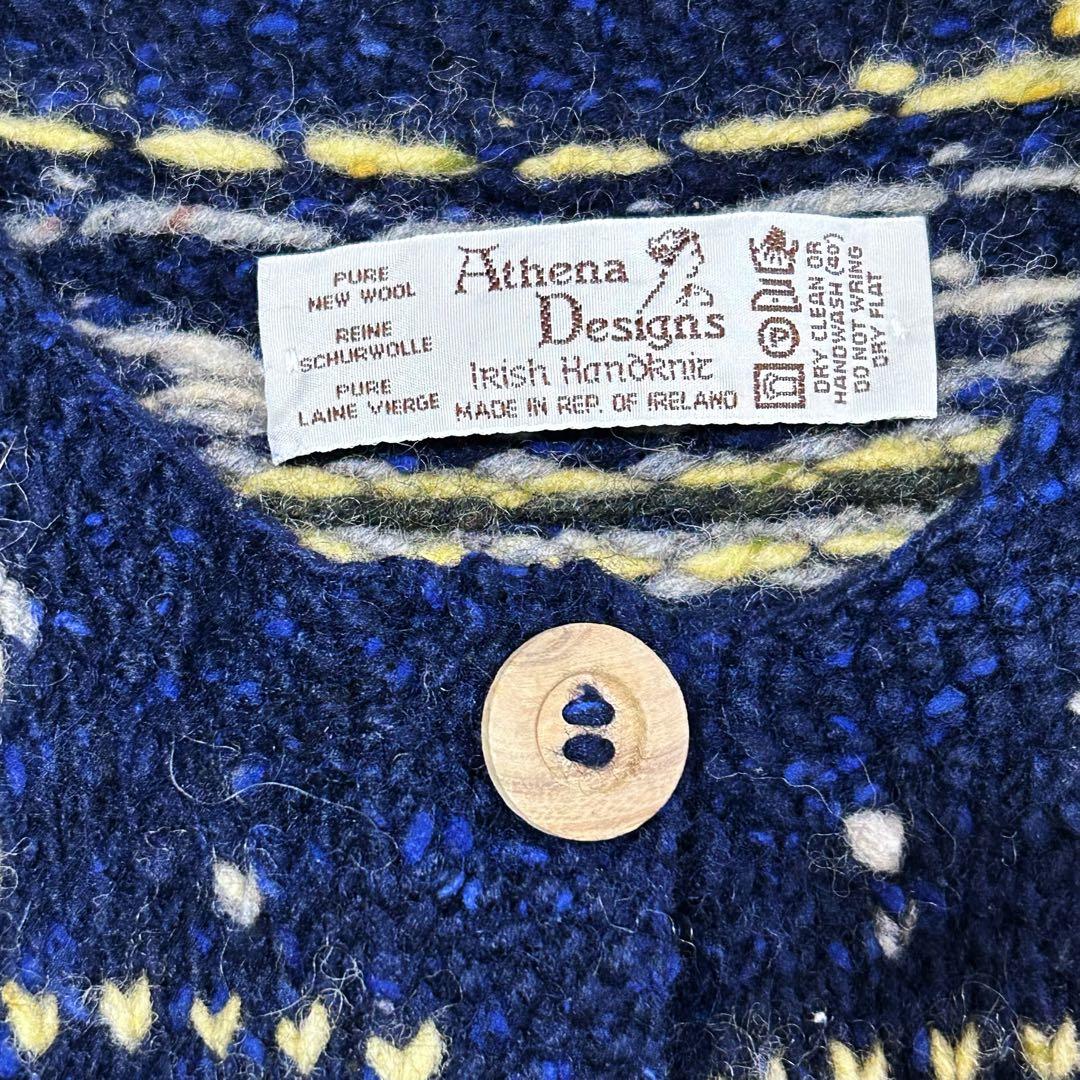 PURE
NEW WOOL
REINE
SCHURWOLLE
PURE
LAINE VIERGE
Athena
Designs
Irish Handknit
MADE IN REP. OF IRELAND
P
DRY CLEAN OR
HANDWASH (40°)
DO NOT WRING
DRY FLAT